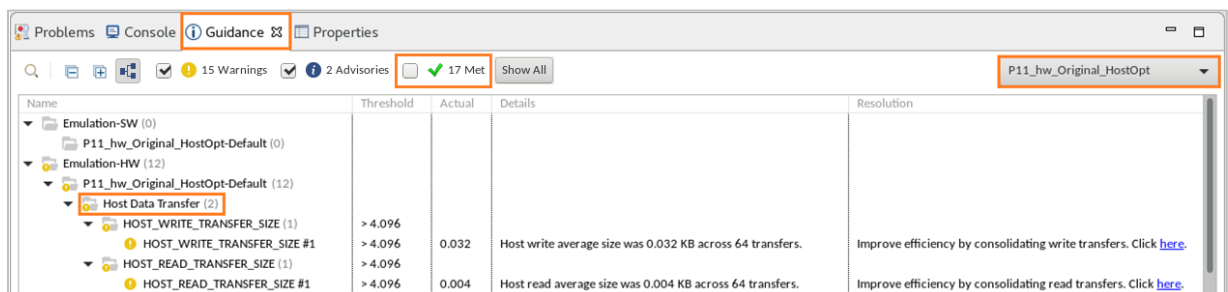 Problems Console Guidance Properties
15 Warnings 2 Advisories 17 Met Show All P11_hw_Original_HostOpt
Name Threshold Actual Details Resolution
Emulation-SW (0)
P11_hw_Original_HostOpt-Default (0)
Emulation-HW (12)
P11_hw_Original_HostOpt-Default (12)
Host Data Transfer (2)
HOST_WRITE_TRANSFER_SIZE (1) > 4.096
HOST_WRITE_TRANSFER_SIZE #1 > 4.096 0.032 Host write average size was 0.032 KB across 64 transfers. Improve efficiency by consolidating write transfers. Click here.
HOST_READ_TRANSFER_SIZE (1) > 4.096
HOST_READ_TRANSFER_SIZE #1 > 4.096 0.004 Host read average size was 0.004 KB across 64 transfers. Improve efficiency by consolidating read transfers. Click here.